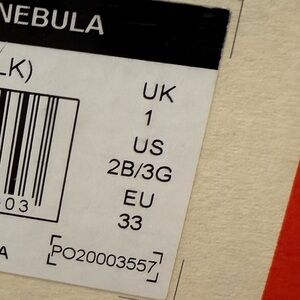 NEBULA
LK)
UK
1
US
2B/3G
EU
33
03
A
PO20003557